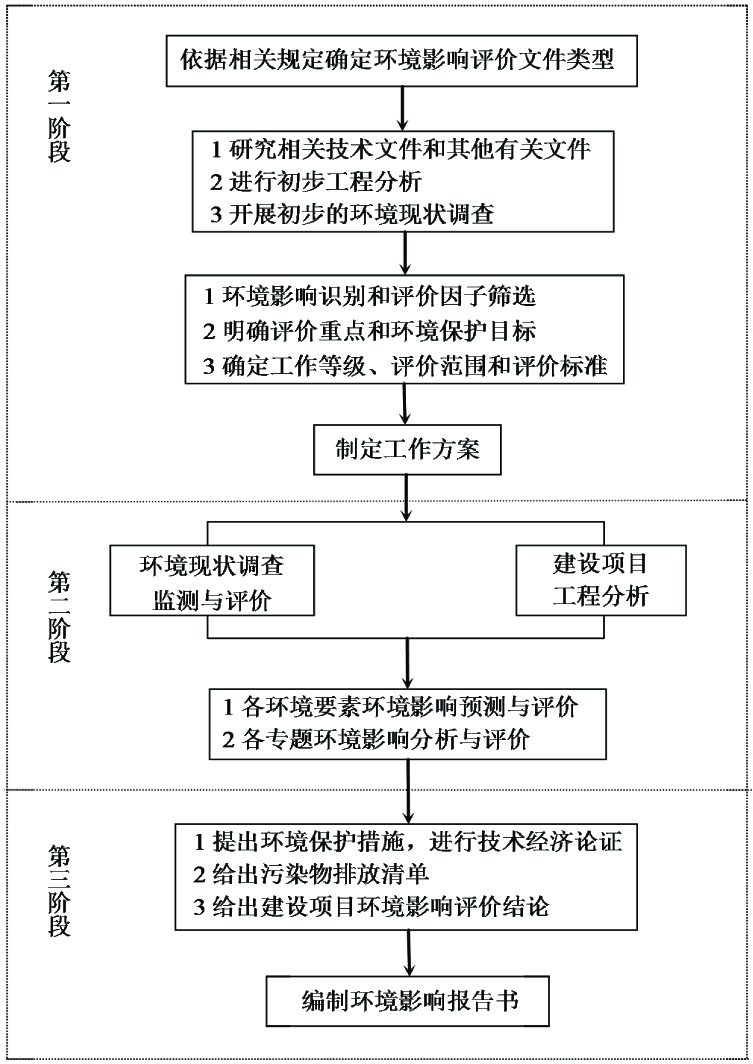 第一阶段
依据相关规定确定环境影响评价文件类型
1 研究相关技术文件和其他有关文件
2 进行初步工程分析
3 开展初步的环境现状调查
1 环境影响识别和评价因子筛选
2 明确评价重点和环境保护目标
3 确定工作等级、评价范围和评价标准
制定工作方案
第二阶段
环境现状调查
监测与评价
建设项目
工程分析
1 各环境要素环境影响预测与评价
2 各专题环境影响分析与评价
第三阶段
1 提出环境保护措施，进行技术经济论证
2 给出污染物排放清单
3 给出建设项目环境影响评价结论
编制环境影响报告书